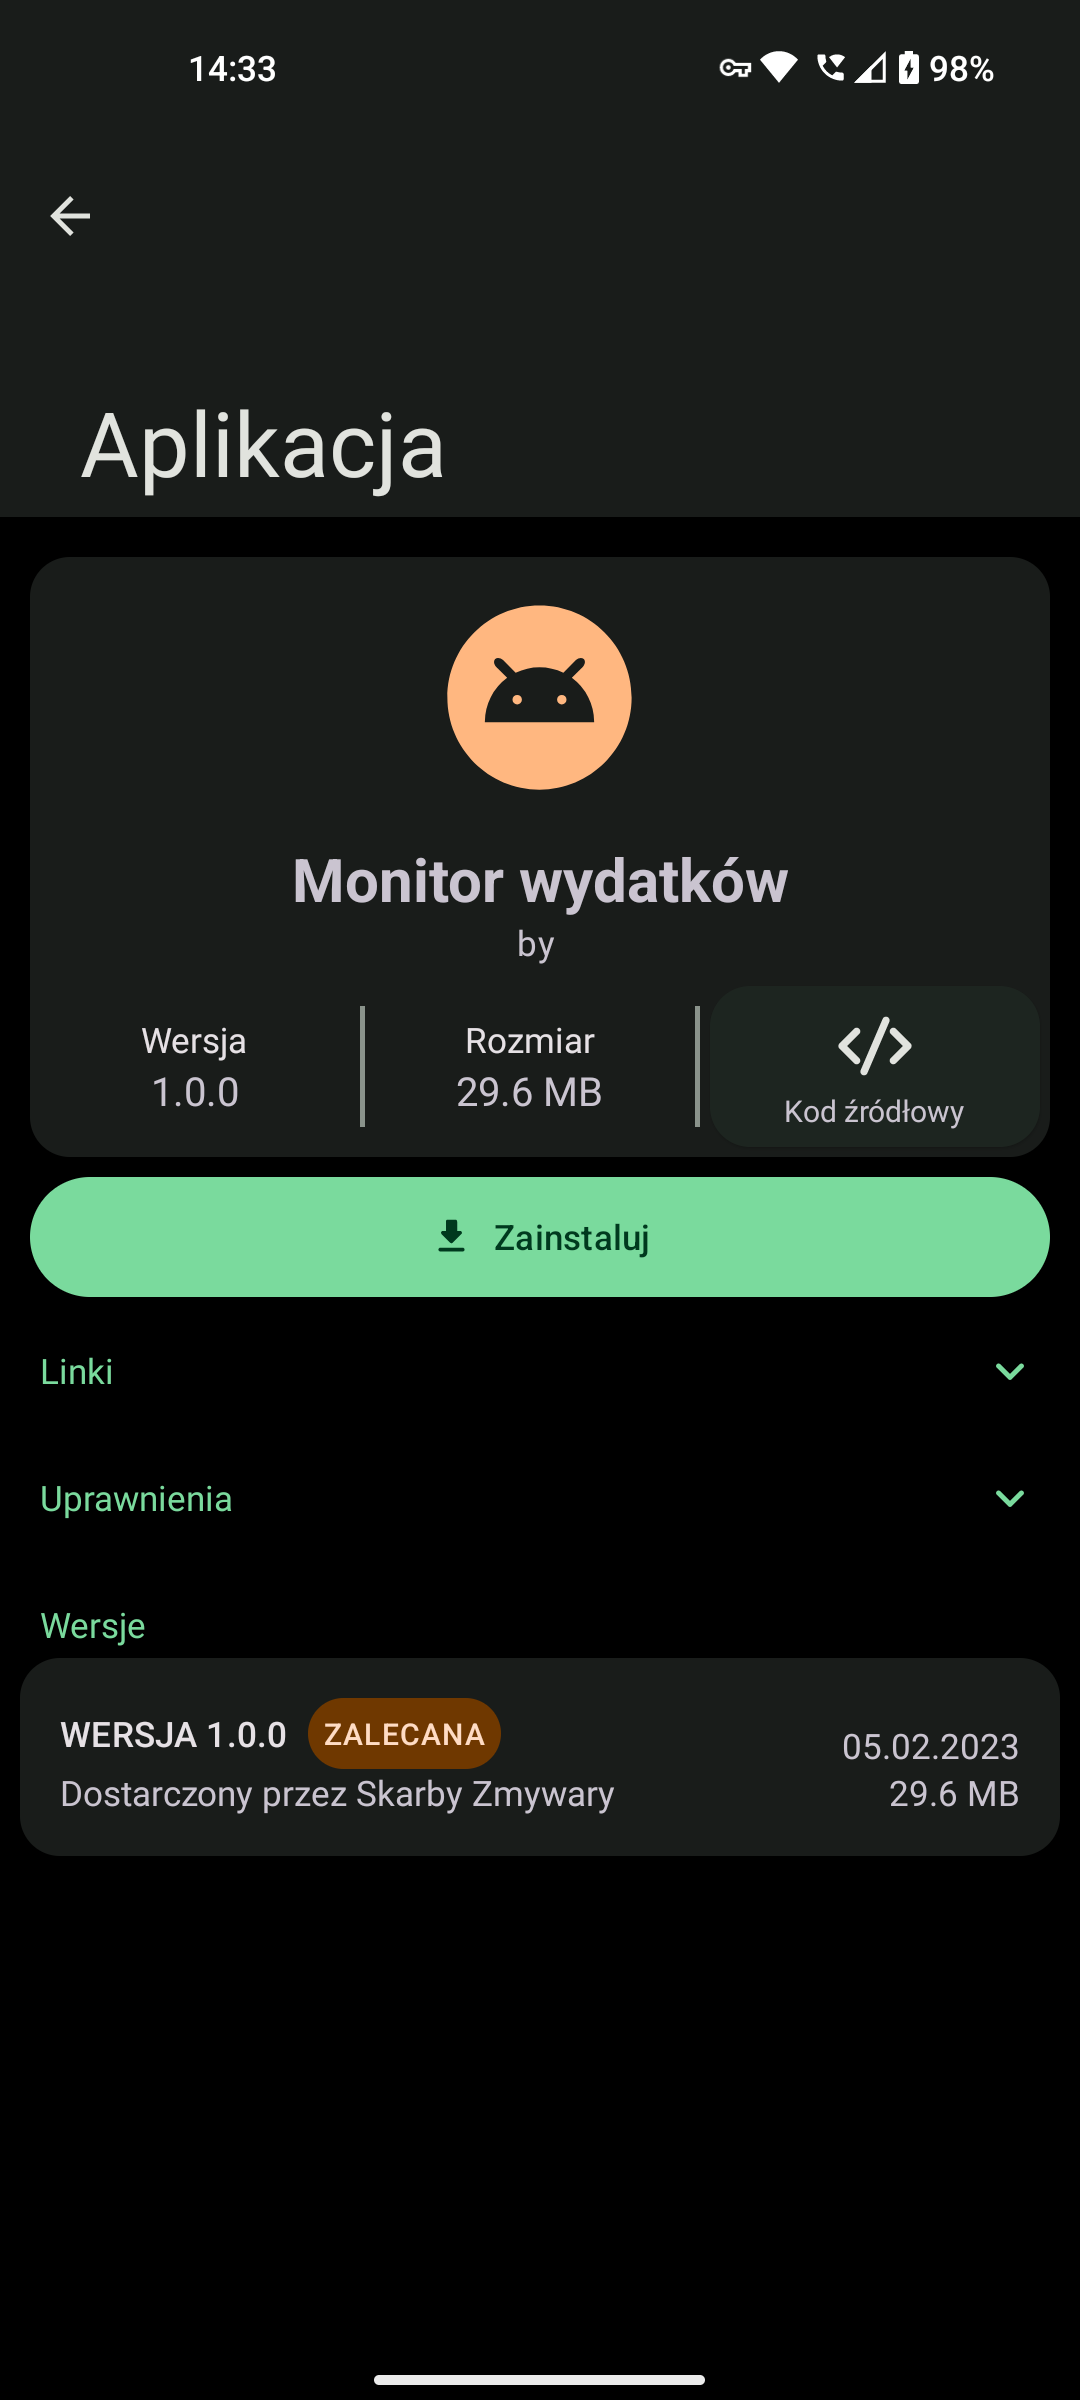 14:33
98%
Aplikacja
Monitor wydatków
by
Wersja
1.0.0
Rozmiar
29.6 MB
Kod źródłowy
Zainstaluj
Linki
Uprawnienia
Wersje
WERSJA 1.0.0 ZALECANA
Dostarczony przez Skarby Zmywary
05.02.2023
29.6 MB